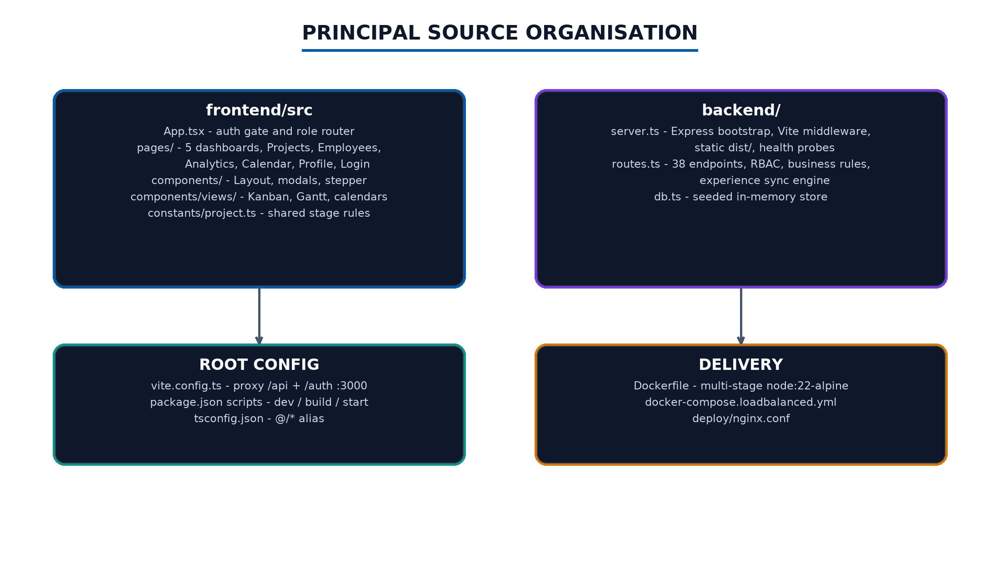 PRINCIPAL SOURCE ORGANISATION
frontend/src
App.tsx - auth gate and role router
pages/ - 5 dashboards, Projects, Employees,
Analytics, Calendar, Profile, Login
components/ - Layout, modals, stepper
components/views/ - Kanban, Gantt, calendars
constants/project.ts - shared stage rules
backend/
server.ts - Express bootstrap, Vite middleware,
static dist/, health probes
routes.ts - 38 endpoints, RBAC, business rules,
experience sync engine
db.ts - seeded in-memory store
ROOT CONFIG
vite.config.ts - proxy /api + /auth :3000
package.json scripts - dev / build / start
tsconfig.json - @/* alias
DELIVERY
Dockerfile - multi-stage node:22-alpine
docker-compose.loadbalanced.yml
deploy/nginx.conf